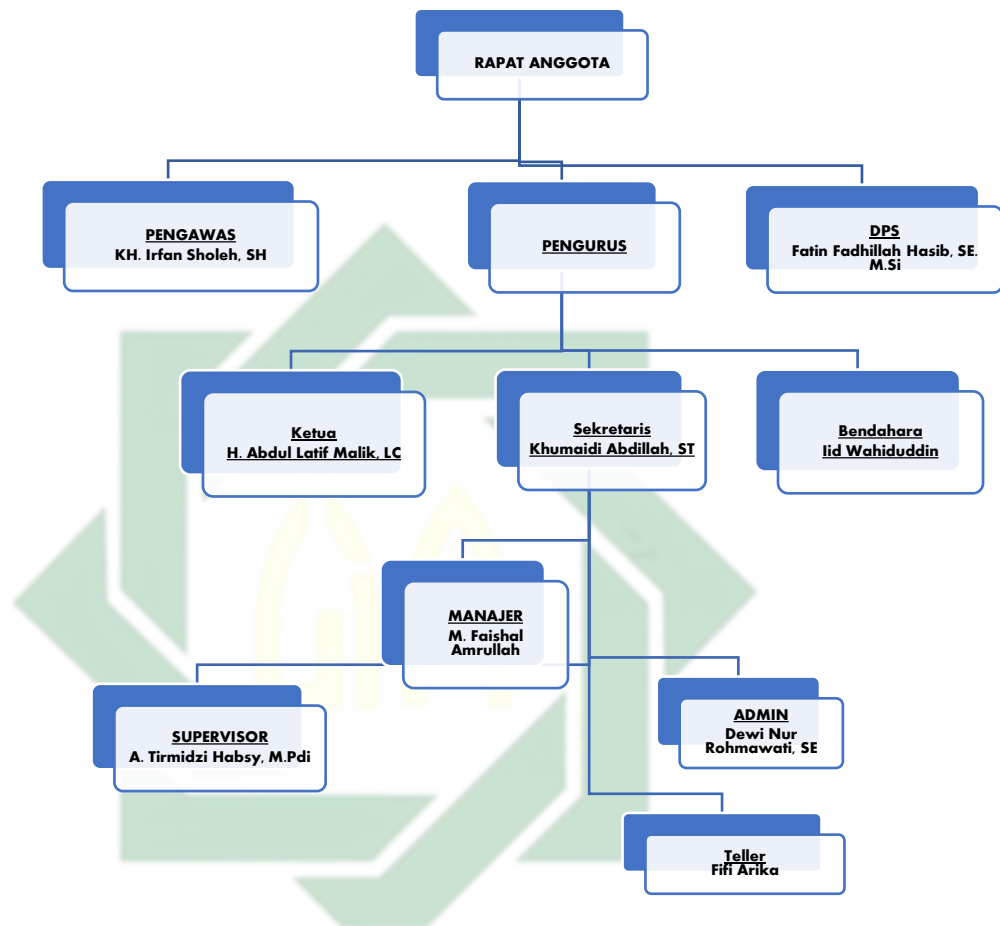 RAPAT ANGGOTA
PENGAWAS
KH. Irfan Sholeh, SH
PENGURUS
DPS
Fatin Fadhillah Hasib, SE.
M.Si
Ketua
H. Abdul Latif Malik, LC
Sekretaris
Khumaidi Abdillah, ST
Bendahara
Iid Wahiduddin
MANAJER
M. Faishal
Amrullah
SUPERVISOR
A. Tirmidzi Habsy, M.Pdi
ADMIN
Dewi Nur
Rohmawati, SE
Teller
Fifi Arika